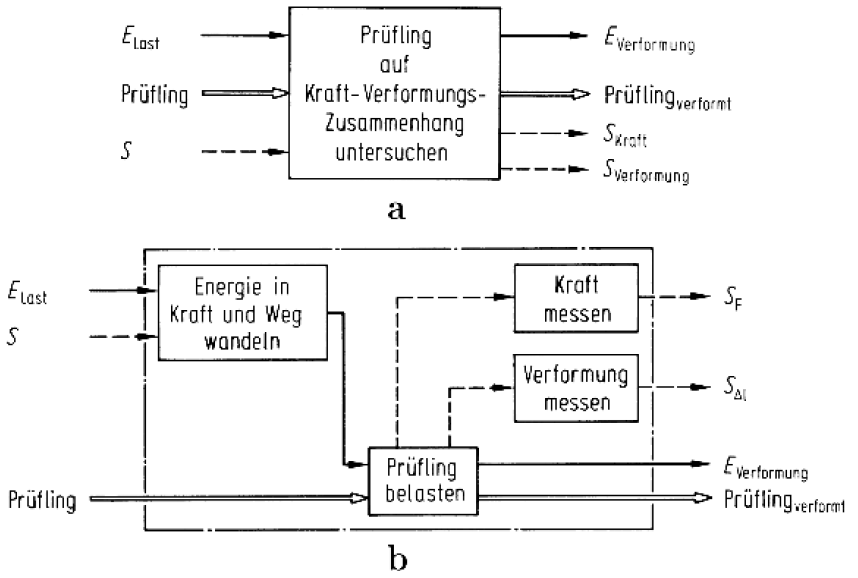 E_Last
Prüfling
S
Prüfling
auf
Kraft-Verformungs-
Zusammenhang
untersuchen
E_Verformung
Prüfling_verformt
S_Kraft
S_Verformung
a
E_Last
S
Energie in
Kraft und Weg
wandeln
Kraft
messen
S_F
Verformung
messen
S_Δl
Prüfling
Prüfling
belasten
E_Verformung
Prüfling_verformt
b